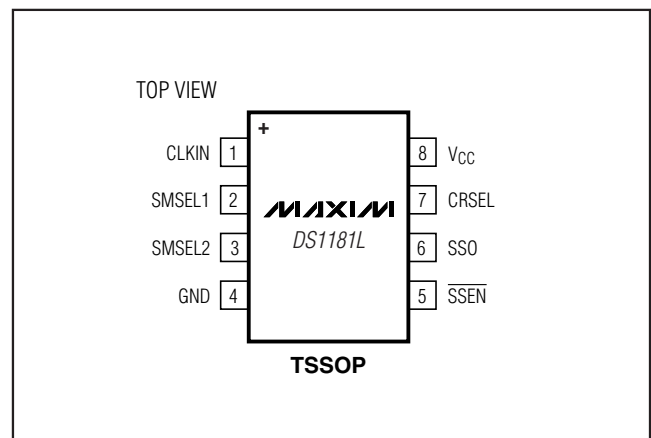 TOP VIEW
+
CLKIN 1
SMSEL1 2
SMSEL2 3
GND 4
MAXIM
DS1181L
8 VCC
7 CRSEL
6 SSO
5 SSEN
TSSOP